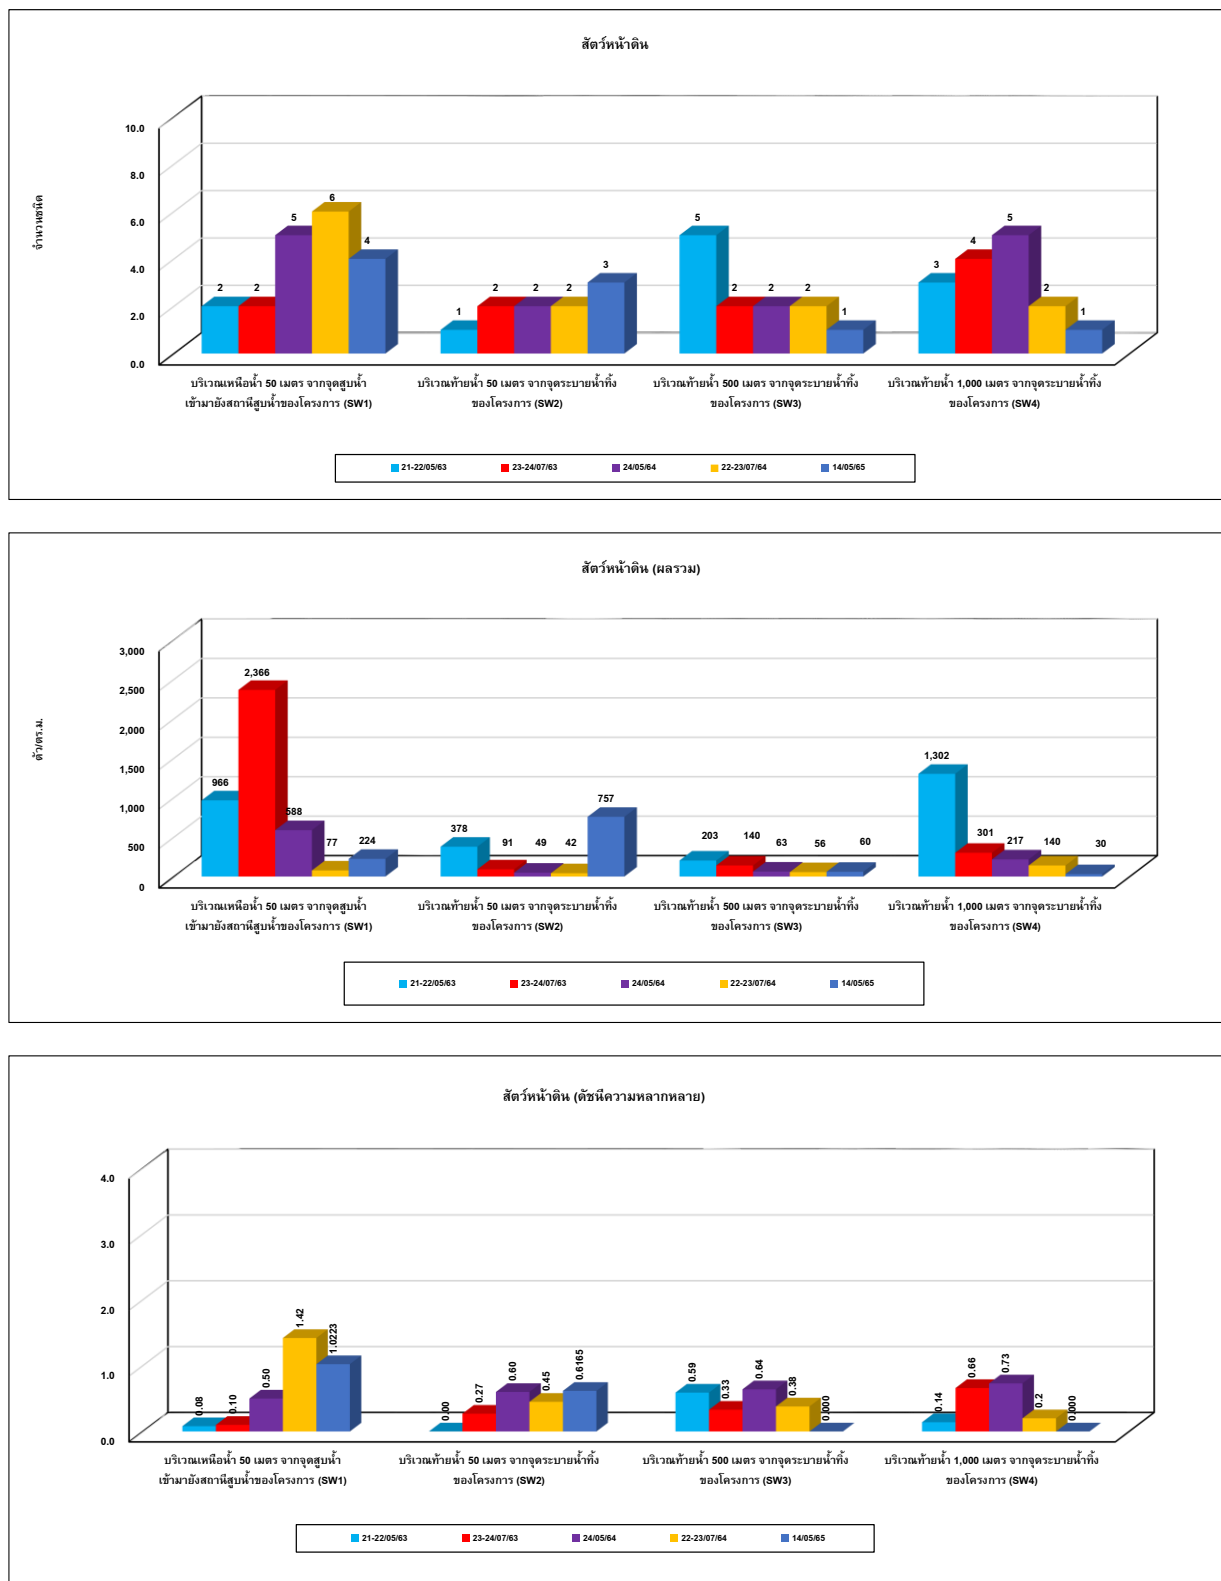 สัตว์หน้าดิน
จำนวนชนิด
10.0
8.0
6.0
4.0
2.0
0.0
2 2 5 6 4
1 2 2 2 3
5 2 2 2 1
3 4 5 2 1
บริเวณเหนือน้ำ 50 เมตร จากจุดสูบน้ำ
เข้ามายังสถานีสูบน้ำของโครงการ (SW1)
บริเวณท้ายน้ำ 50 เมตร จากจุดระบายน้ำทิ้ง
ของโครงการ (SW2)
บริเวณท้ายน้ำ 500 เมตร จากจุดระบายน้ำทิ้ง
ของโครงการ (SW3)
บริเวณท้ายน้ำ 1,000 เมตร จากจุดระบายน้ำทิ้ง
ของโครงการ (SW4)
21-22/05/63 23-24/07/63 24/05/64 22-23/07/64 14/05/65
สัตว์หน้าดิน (ผลรวม)
ตัว/ตร.ม.
3,000
2,500
2,000
1,500
1,000
500
0
966 2,366 588 77 224
378 91 49 42 757
203 140 63 56 60
1,302 301 217 140 30
บริเวณเหนือน้ำ 50 เมตร จากจุดสูบน้ำ
เข้ามายังสถานีสูบน้ำของโครงการ (SW1)
บริเวณท้ายน้ำ 50 เมตร จากจุดระบายน้ำทิ้ง
ของโครงการ (SW2)
บริเวณท้ายน้ำ 500 เมตร จากจุดระบายน้ำทิ้ง
ของโครงการ (SW3)
บริเวณท้ายน้ำ 1,000 เมตร จากจุดระบายน้ำทิ้ง
ของโครงการ (SW4)
21-22/05/63 23-24/07/63 24/05/64 22-23/07/64 14/05/65
สัตว์หน้าดิน (ดัชนีความหลากหลาย)
4.0
3.0
2.0
1.0
0.0
0.08 0.10 0.50 1.42 1.0223
0.00 0.27 0.60 0.45 0.6165
0.59 0.33 0.64 0.38 0.000
0.14 0.66 0.73 0.2 0.000
บริเวณเหนือน้ำ 50 เมตร จากจุดสูบน้ำ
เข้ามายังสถานีสูบน้ำของโครงการ (SW1)
บริเวณท้ายน้ำ 50 เมตร จากจุดระบายน้ำทิ้ง
ของโครงการ (SW2)
บริเวณท้ายน้ำ 500 เมตร จากจุดระบายน้ำทิ้ง
ของโครงการ (SW3)
บริเวณท้ายน้ำ 1,000 เมตร จากจุดระบายน้ำทิ้ง
ของโครงการ (SW4)
21-22/05/63 23-24/07/63 24/05/64 22-23/07/64 14/05/65